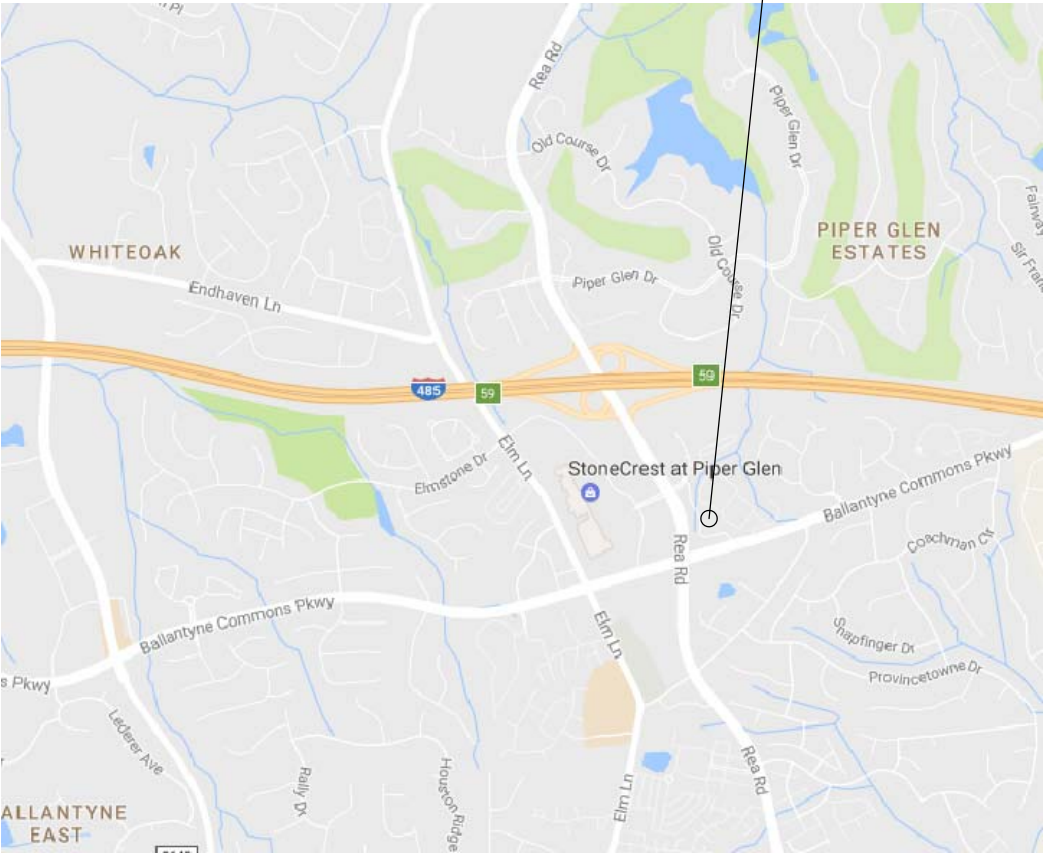 Pl
Rea Rd
Piper Glen Dr
Old Course Dr
Fairway
PIPER GLEN
ESTATES
WHITEOAK
Old Course Dr
Piper Glen Dr
Sir Fran
Endhaven Ln
59
485
59
Elm Ln
Elmstone Dr
StoneCrest at Piper Glen
Ballantyne Commons Pkwy
Coachman Cir
Rea Rd
Ballantyne Commons Pkwy
Elm Ln
Snapfinger Dr
Provincetowne Dr
s Pkwy
Lederer Ave
Rally Dr
Houston Ridge
Rea Rd
Elm Ln
ALLANTYNE
EAST